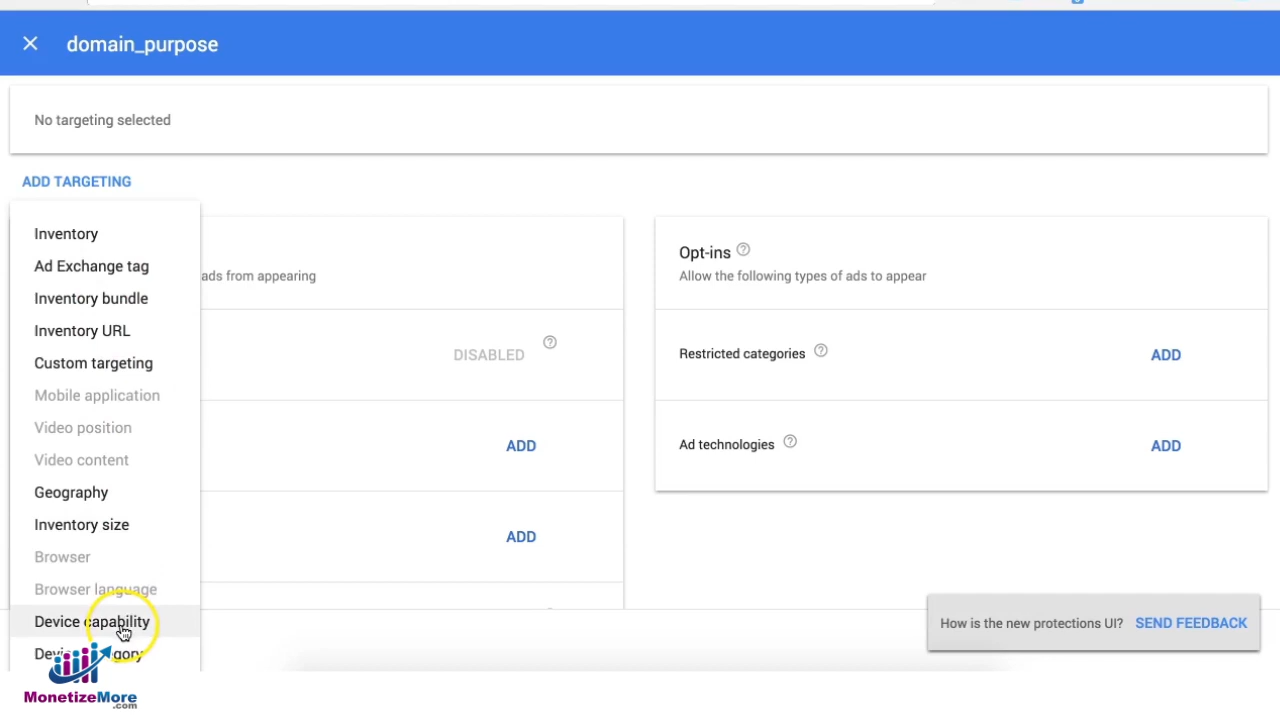 domain_purpose
No targeting selected
ADD TARGETING
Inventory
Ad Exchange tag
Inventory bundle
Inventory URL
Custom targeting
Mobile application
Video position
Video content
Geography
Inventory size
Browser
Browser language
Device capability
ads from appearing
DISABLED
ADD
ADD
Opt-ins
Allow the following types of ads to appear
Restricted categories
ADD
Ad technologies
ADD
How is the new protections UI? SEND FEEDBACK
MonetizeMore
.com